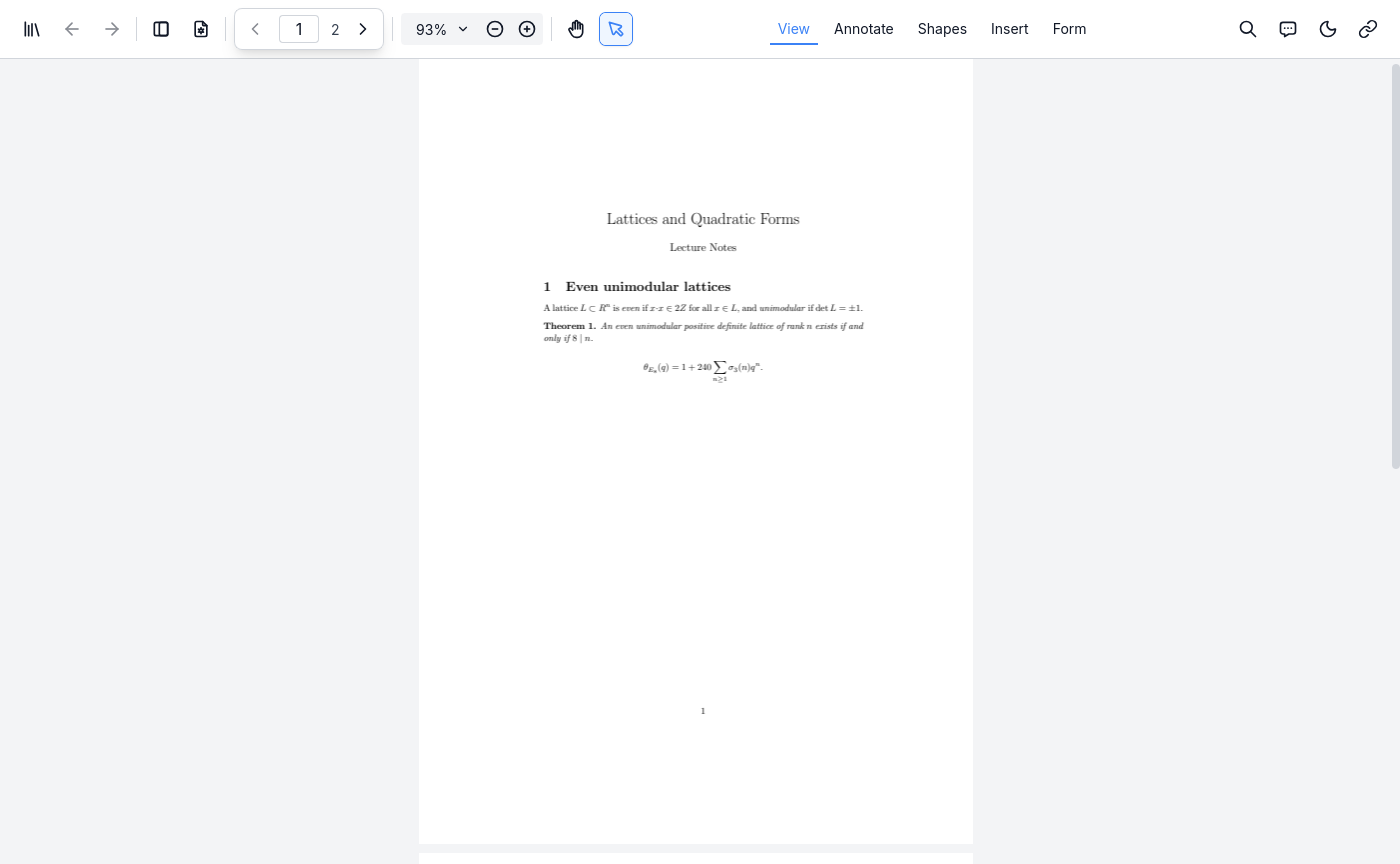 1 2 93% View Annotate Shapes Insert Form
Lattices and Quadratic Forms
Lecture Notes
1 Even unimodular lattices
A lattice L ⊂ Rⁿ is even if x·x ∈ 2Z for all x ∈ L, and unimodular if det L = ±1.
Theorem 1. An even unimodular positive definite lattice of rank n exists if and
only if 8 | n.
θ_{E₈}(q) = 1 + 240 ∑_{n≥1} σ₃(n)qⁿ.
1